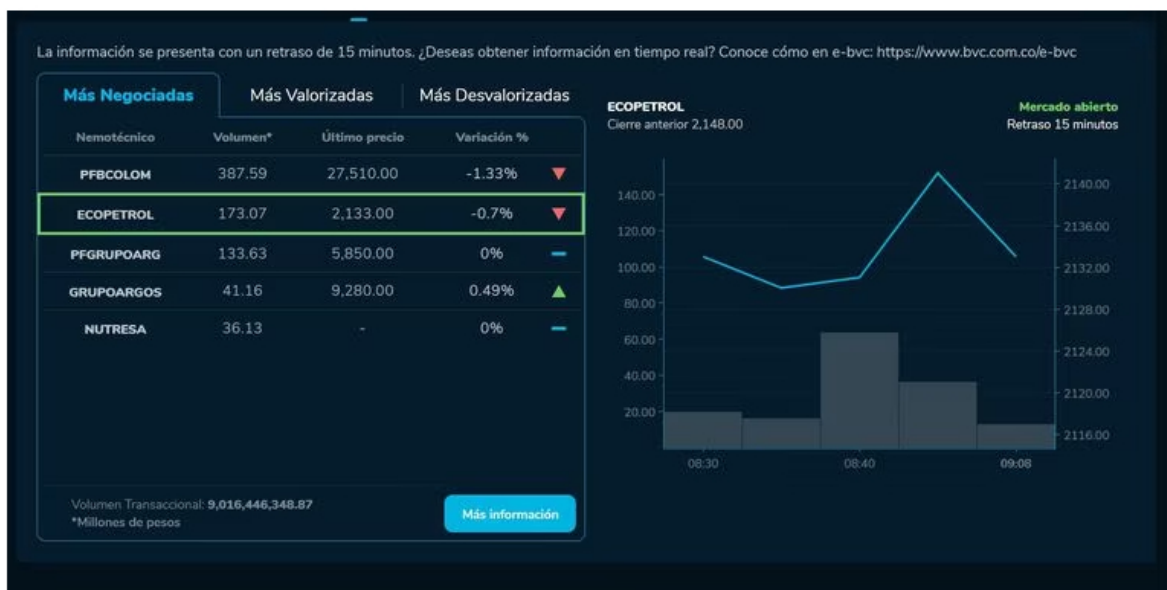 La información se presenta con un retraso de 15 minutos. ¿Deseas obtener información en tiempo real? Conoce cómo en e-bvc: https://www.bvc.com.co/e-bvc
Más Negociadas Más Valorizadas Más Desvalorizadas
Nemotécnico Volumen* Último precio Variación %
PFBCOLOM 387.59 27,510.00 -1.33%
ECOPETROL 173.07 2,133.00 -0.7%
PFGRUPOARG 133.63 5,850.00 0%
GRUPOARGOS 41.16 9,280.00 0.49%
NUTRESA 36.13 - 0%
Volumen Transaccional: 9,016,446,348.87
*Millones de pesos
Más información
ECOPETROL
Cierre anterior 2,148.00
Mercado abierto
Retraso 15 minutos
140.00
120.00
100.00
80.00
60.00
40.00
20.00
2140.00
2136.00
2132.00
2128.00
2124.00
2120.00
2116.00
08:30 08:40 09:08